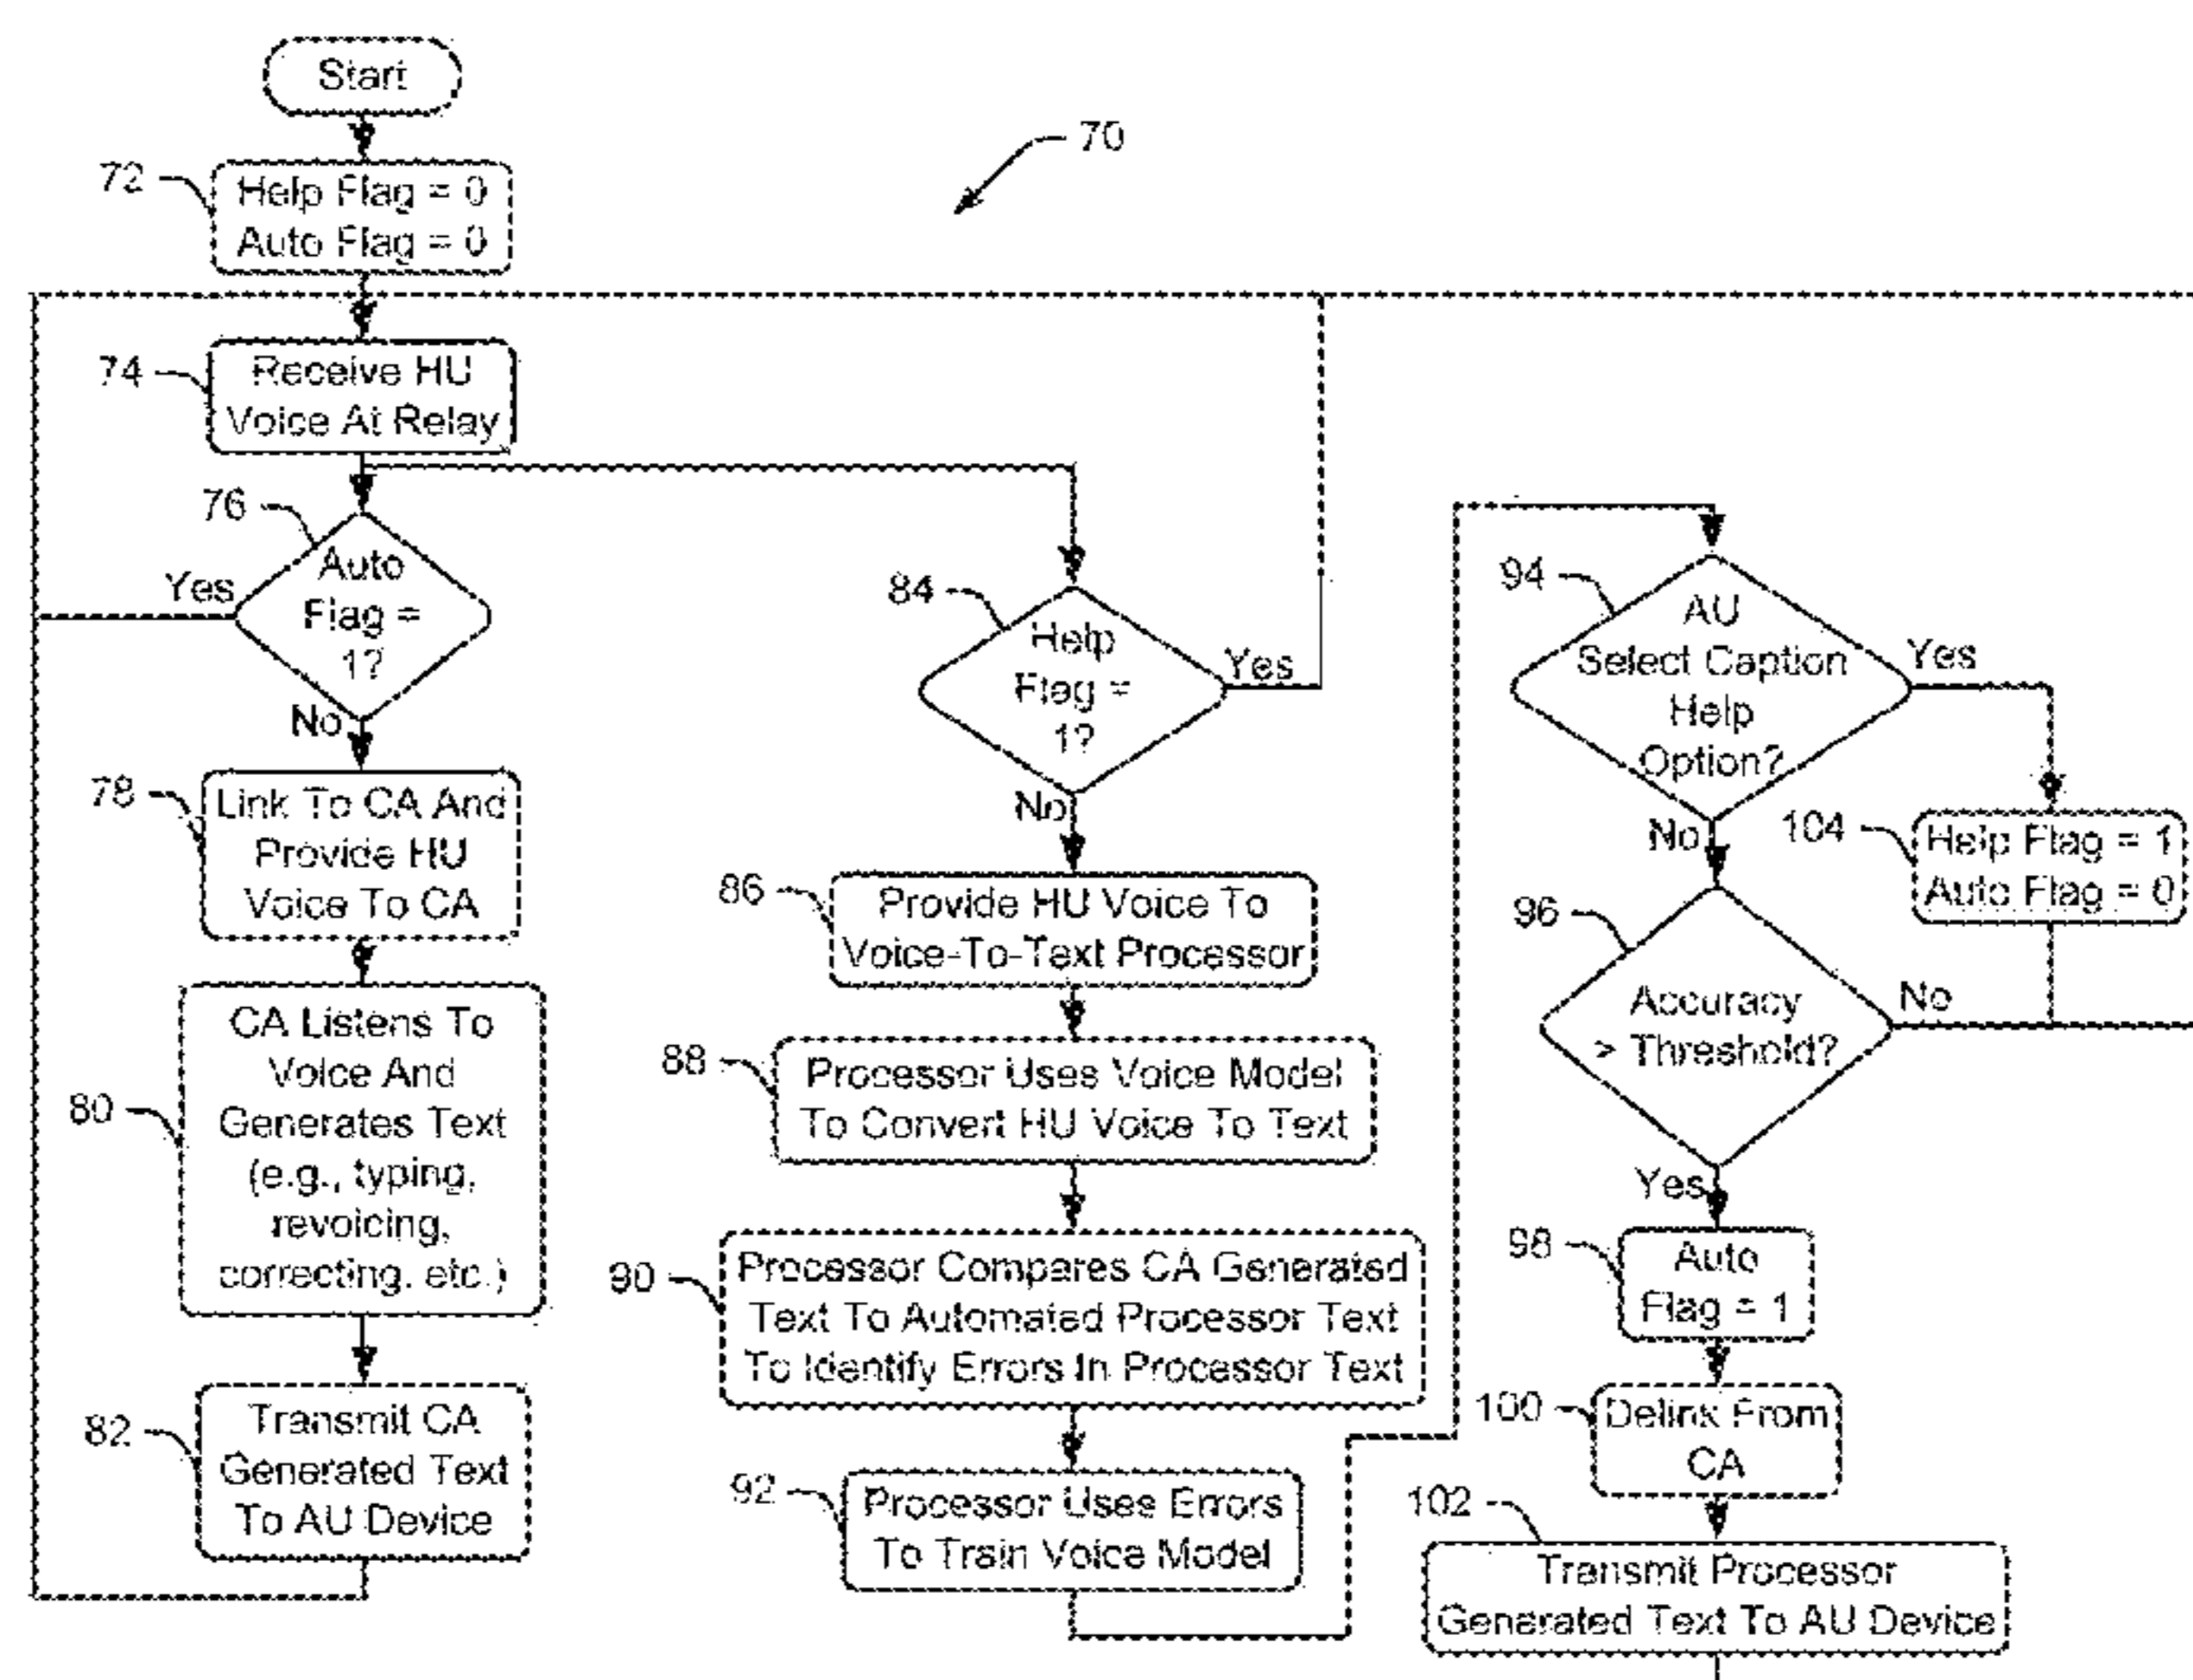 Start
70
72
Help Flag = 0
Auto Flag = 0
74
Receive HU
Voice At Relay
76
Auto
Flag =
1?
Yes
No
78
Link To CA And
Provide HU
Voice To CA
80
CA Listens To
Voice And
Generates Text
(e.g., typing,
revoicing,
correcting, etc.)
82
Transmit CA
Generated Text
To AU Device
84
Help
Flag =
1?
Yes
No
86
Provide HU Voice To
Voice-To-Text Processor
88
Processor Uses Voice Model
To Convert HU Voice To Text
90
Processor Compares CA Generated
Text To Automated Processor Text
To Identify Errors In Processor Text
92
Processor Uses Errors
To Train Voice Model
94
AU
Select Caption
Help
Option?
Yes
No
104
Help Flag = 1
Auto Flag = 0
96
Accuracy
> Threshold?
No
Yes
98
Auto
Flag = 1
100
Delink From
CA
102
Transmit Processor
Generated Text To AU Device